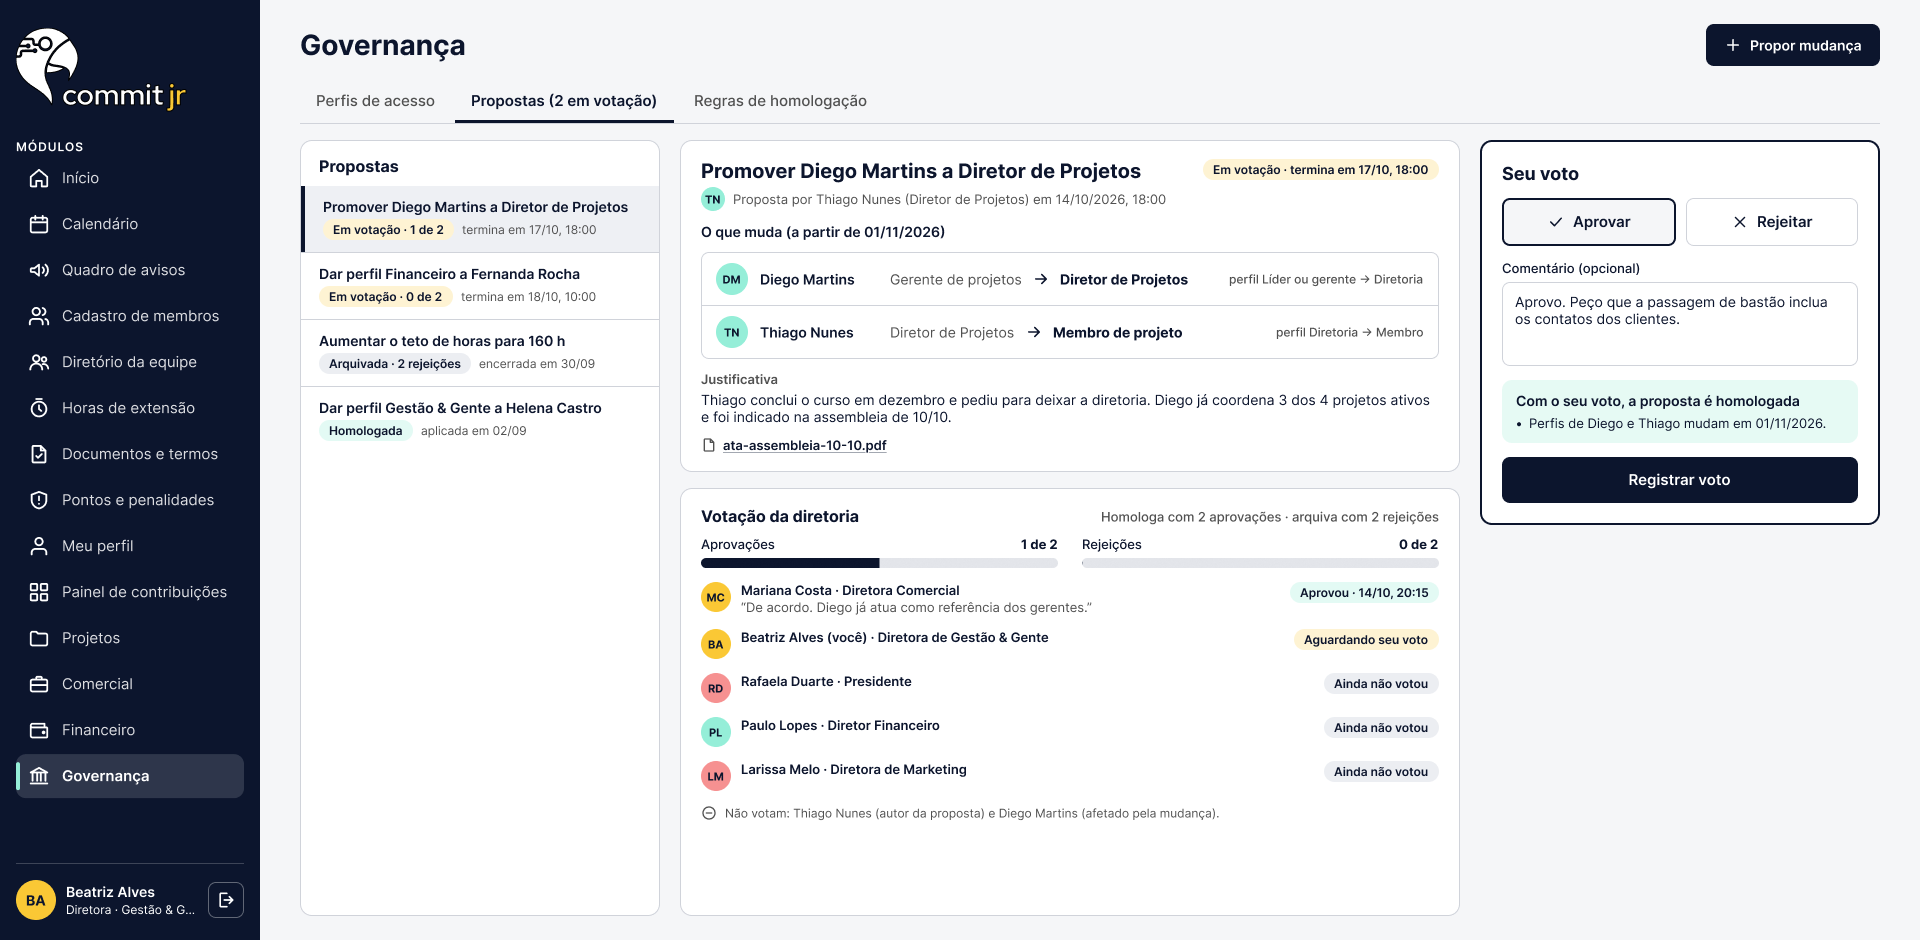 commit jr
MÓDULOS
Início
Calendário
Quadro de avisos
Cadastro de membros
Diretório da equipe
Horas de extensão
Documentos e termos
Pontos e penalidades
Meu perfil
Painel de contribuições
Projetos
Comercial
Financeiro
Governança
BA
Beatriz Alves
Diretora · Gestão & G...
Governança
Propor mudança
Perfis de acesso
Propostas (2 em votação)
Regras de homologação
Propostas
Promover Diego Martins a Diretor de Projetos
Em votação · 1 de 2 termina em 17/10, 18:00
Dar perfil Financeiro a Fernanda Rocha
Em votação · 0 de 2 termina em 18/10, 10:00
Aumentar o teto de horas para 160 h
Arquivada · 2 rejeições encerrada em 30/09
Dar perfil Gestão & Gente a Helena Castro
Homologada aplicada em 02/09
Promover Diego Martins a Diretor de Projetos
Em votação · termina em 17/10, 18:00
TN Proposta por Thiago Nunes (Diretor de Projetos) em 14/10/2026, 18:00
O que muda (a partir de 01/11/2026)
DM Diego Martins Gerente de projetos → Diretor de Projetos perfil Líder ou gerente → Diretoria
TN Thiago Nunes Diretor de Projetos → Membro de projeto perfil Diretoria → Membro
Justificativa
Thiago conclui o curso em dezembro e pediu para deixar a diretoria. Diego já coordena 3 dos 4 projetos ativos
e foi indicado na assembleia de 10/10.
ata-assembleia-10-10.pdf
Votação da diretoria
Homologa com 2 aprovações · arquiva com 2 rejeições
Aprovações 1 de 2
Rejeições 0 de 2
MC Mariana Costa · Diretora Comercial
“De acordo. Diego já atua como referência dos gerentes.”
Aprovou · 14/10, 20:15
BA Beatriz Alves (você) · Diretora de Gestão & Gente
Aguardando seu voto
RD Rafaela Duarte · Presidente
Ainda não votou
PL Paulo Lopes · Diretor Financeiro
Ainda não votou
LM Larissa Melo · Diretora de Marketing
Ainda não votou
Não votam: Thiago Nunes (autor da proposta) e Diego Martins (afetado pela mudança).
Seu voto
Aprovar
Rejeitar
Comentário (opcional)
Aprovo. Peço que a passagem de bastão inclua
os contatos dos clientes.
Com o seu voto, a proposta é homologada
• Perfis de Diego e Thiago mudam em 01/11/2026.
Registrar voto